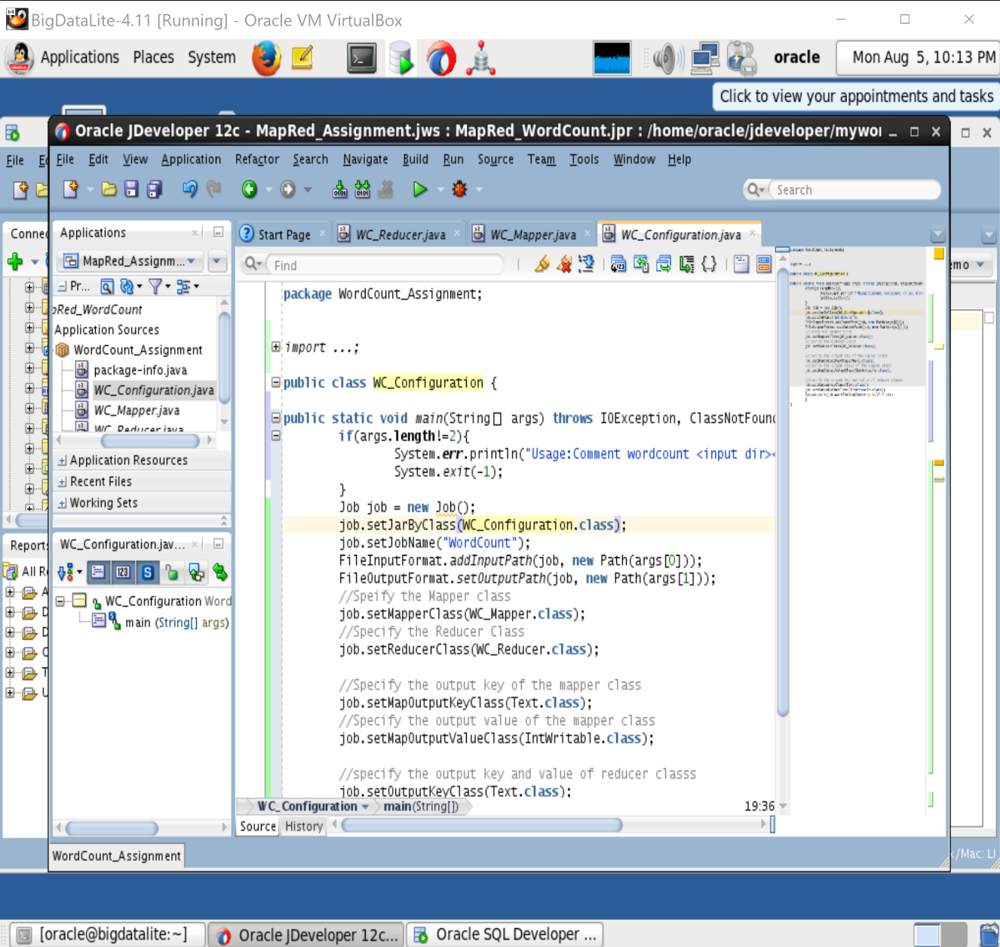 BigDataLite-4.11 [Running] - Oracle VM VirtualBox
Applications Places System oracle Mon Aug 5, 10:13 PM
Click to view your appointments and tasks
Oracle JDeveloper 12c - MapRed_Assignment.jws : MapRed_WordCount.jpr : /home/oracle/jdeveloper/mywo
File
File Edit View Application Refactor Search Navigate Build Run Source Team Tools Window Help
Search
Conne
Applications
Start Page WC_Reducer.java WC_Mapper.java WC_Configuration.java
MapRed_Assignm...
Find
emo
Pr...
pRed_WordCount
Application Sources
WordCount_Assignment
package-info.java
WC_Configuration.java
WC_Mapper.java
WC_Reducer.java
Application Resources
Recent Files
Working Sets
package WordCount_Assignment;
import ...;
public class WC_Configuration {
public static void main(String[] args) throws IOException, ClassNotFoun
if(args.length!=2){
System.err.println("Usage:Comment wordcount <input dir><
System.exit(-1);
}
Job job = new Job();
job.setJarByClass(WC_Configuration.class);
job.setJobName("WordCount");
FileInputFormat.addInputPath(job, new Path(args[0]));
FileOutputFormat.setOutputPath(job, new Path(args[1]));
//Speify the Mapper class
job.setMapperClass(WC_Mapper.class);
//Specify the Reducer Class
job.setReducerClass(WC_Reducer.class);
//Specify the output key of the mapper class
job.setMapOutputKeyClass(Text.class);
//Specify the output value of the mapper class
job.setMapOutputValueClass(IntWritable.class);
//specify the output key and value of reducer classs
job.setOutputKeyClass(Text.class);
WC_Configuration main(String[]) 19:36
Source History
Report:
All R
WC_Configuration.jav...
WC_Configuration Word
main (String[] args)
WordCount_Assignment
/Mac: LI
[oracle@bigdatalite:~] Oracle JDeveloper 12c... Oracle SQL Developer ...